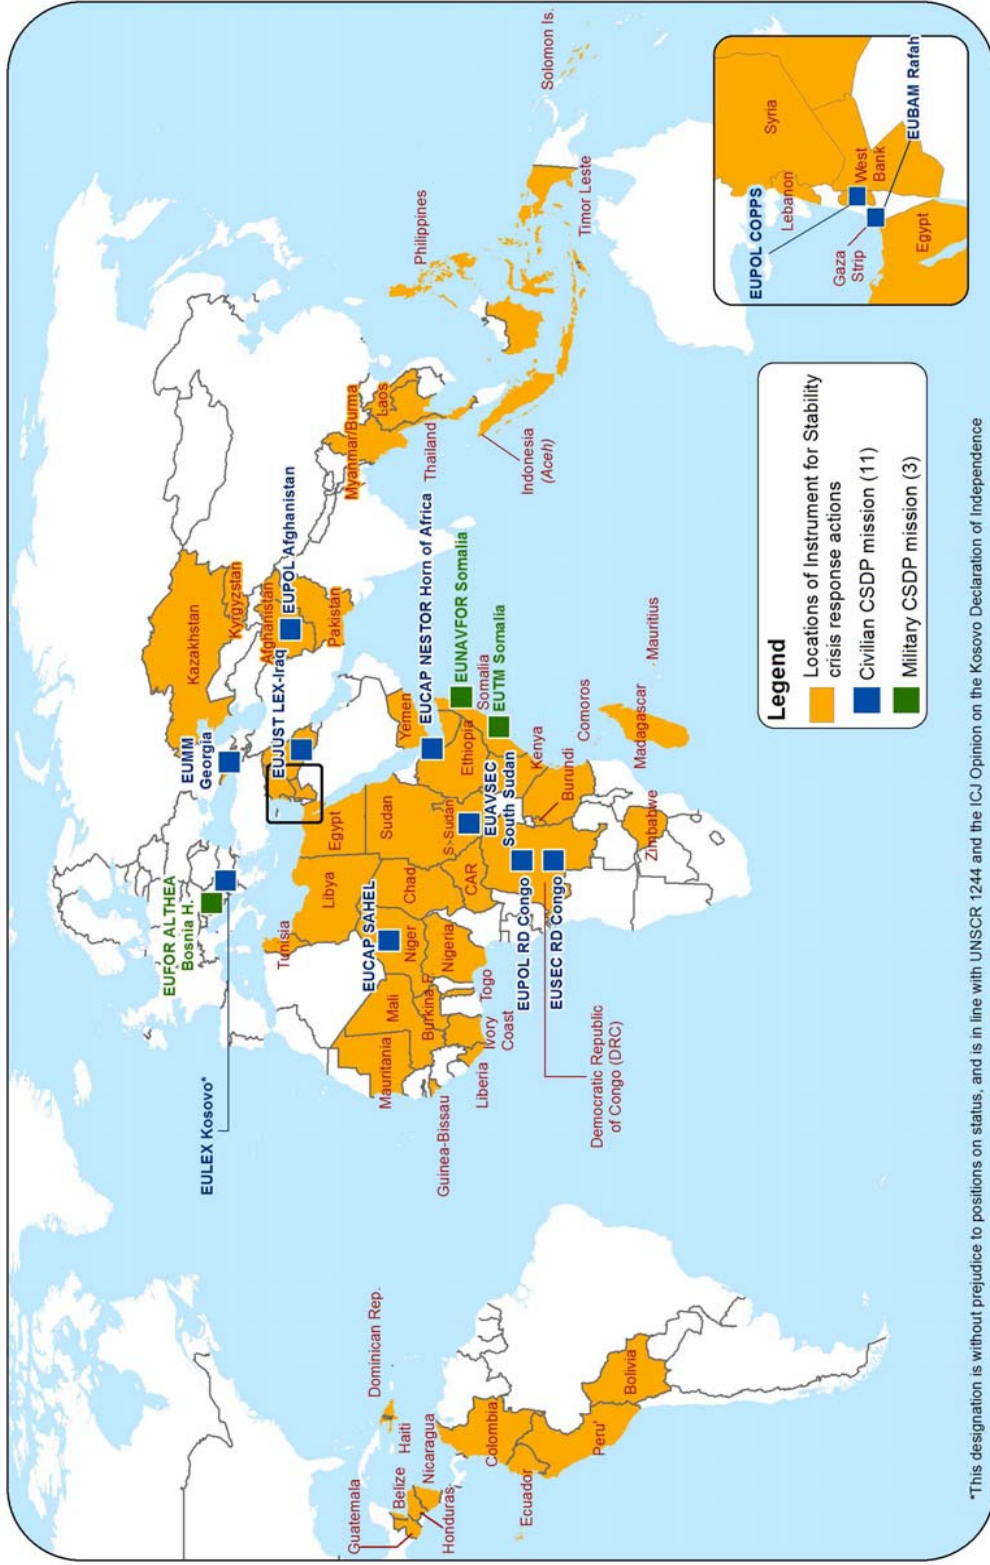 Guatemala
Belize
Haiti
Dominican Rep.
Nicaragua
Honduras
Colombia
Ecuador
Peru'
Bolivia
EULEX Kosovo*
EUFOR ALTHEA
Bosnia H.
EUMM
Georgia
EUJUST LEX-Iraq
Kazakhstan
Kyrgyzstan
Afghanistan
EUPOL Afghanistan
Pakistan
Myanmar/Burma
Laos
Thailand
Philippines
Indonesia
(Aceh)
Timor Leste
Solomon Is.
Tunisia
Libya
Egypt
EUCAP SAHEL
Mauritania
Mali
Niger
Chad
Sudan
Yemen
EUCAP NESTOR Horn of Africa
EUNAVFOR Somalia
Somalia
EUTM Somalia
Guinea-Bissau
Burkina F.
Nigeria
CAR
S.Sudan
Ethiopia
EUAVSEC
South Sudan
Liberia
Ivory
Coast
Togo
EUPOL RD Congo
EUSEC RD Congo
Kenya
Burundi
Comoros
Democratic Republic
of Congo (DRC)
Zimbabwe
Madagascar
Mauritius
EUPOL COPPS
Lebanon
Syria
Gaza
Strip
West
Bank
Egypt
EUBAM Rafah
Legend
Locations of Instrument for Stability
crisis response actions
Civilian CSDP mission (11)
Military CSDP mission (3)
*This designation is without prejudice to positions on status, and is in line with UNSCR 1244 and the ICJ Opinion on the Kosovo Declaration of Independence